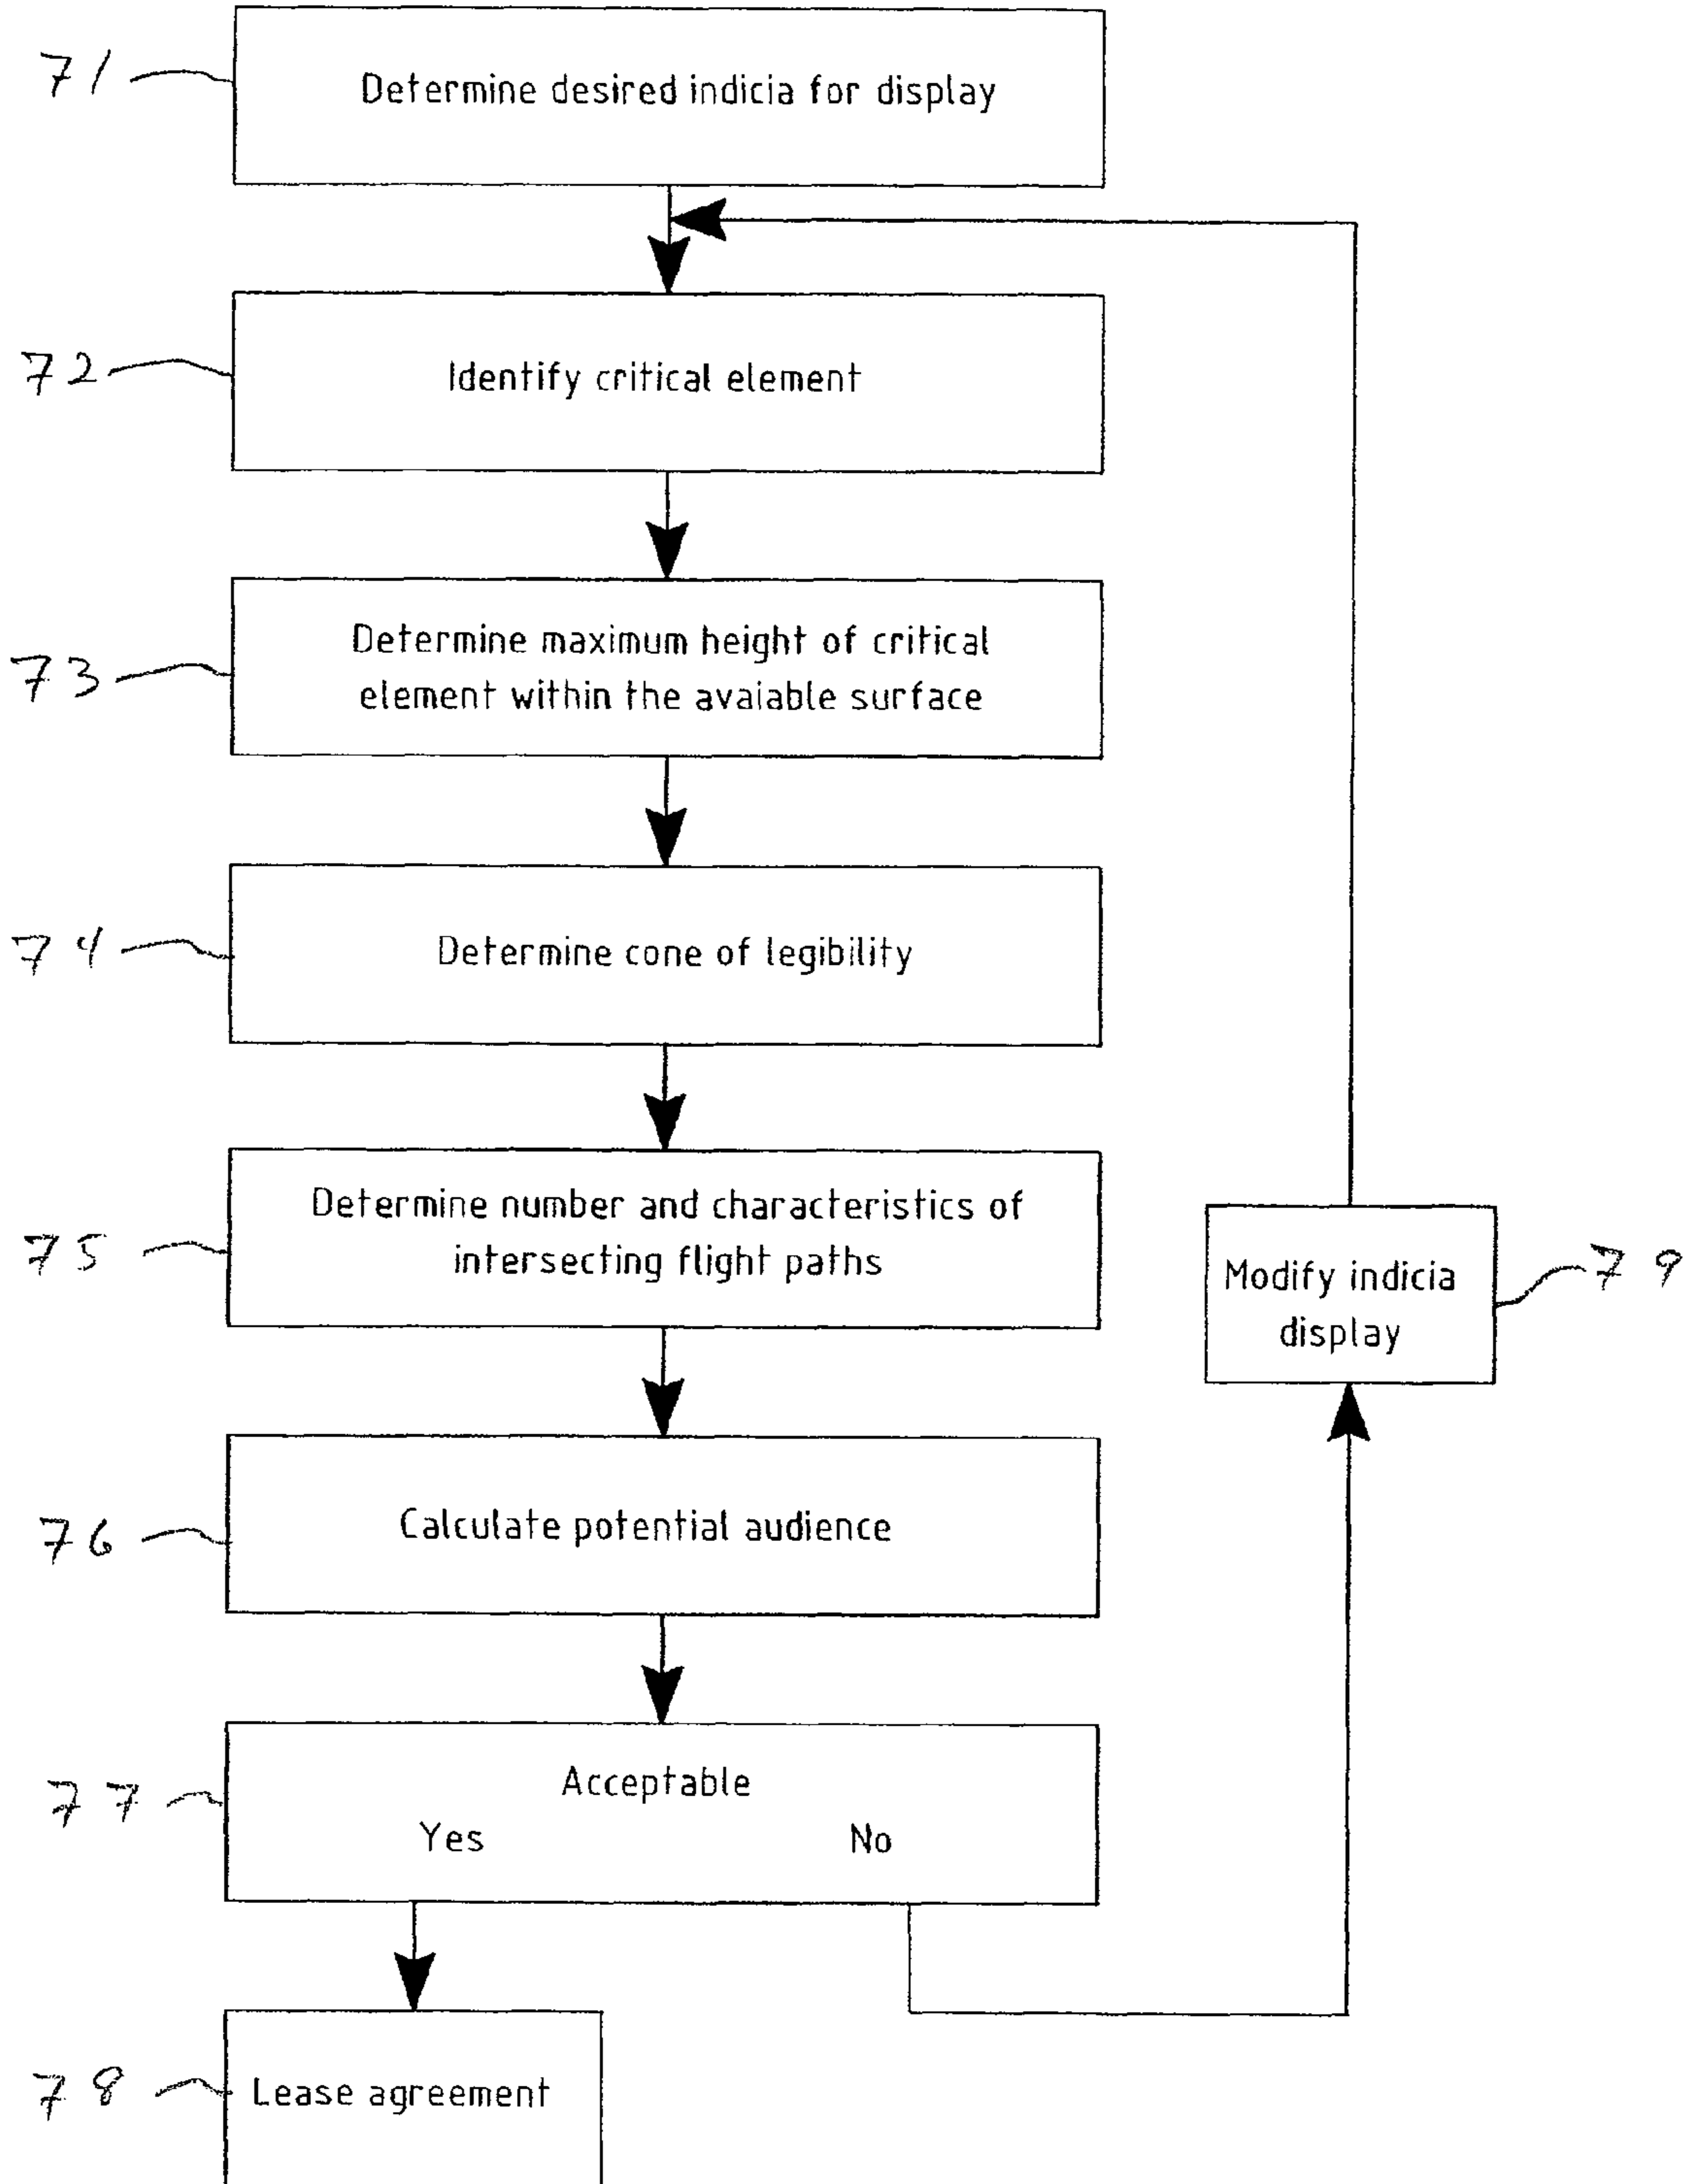 71
Determine desired indicia for display
72
Identify critical element
73
Determine maximum height of critical
element within the avaiable surface
74
Determine cone of legibility
75
Determine number and characteristics of
intersecting flight paths
Modify indicia
display
79
76
Calculate potential audience
77
Acceptable
Yes No
78
Lease agreement